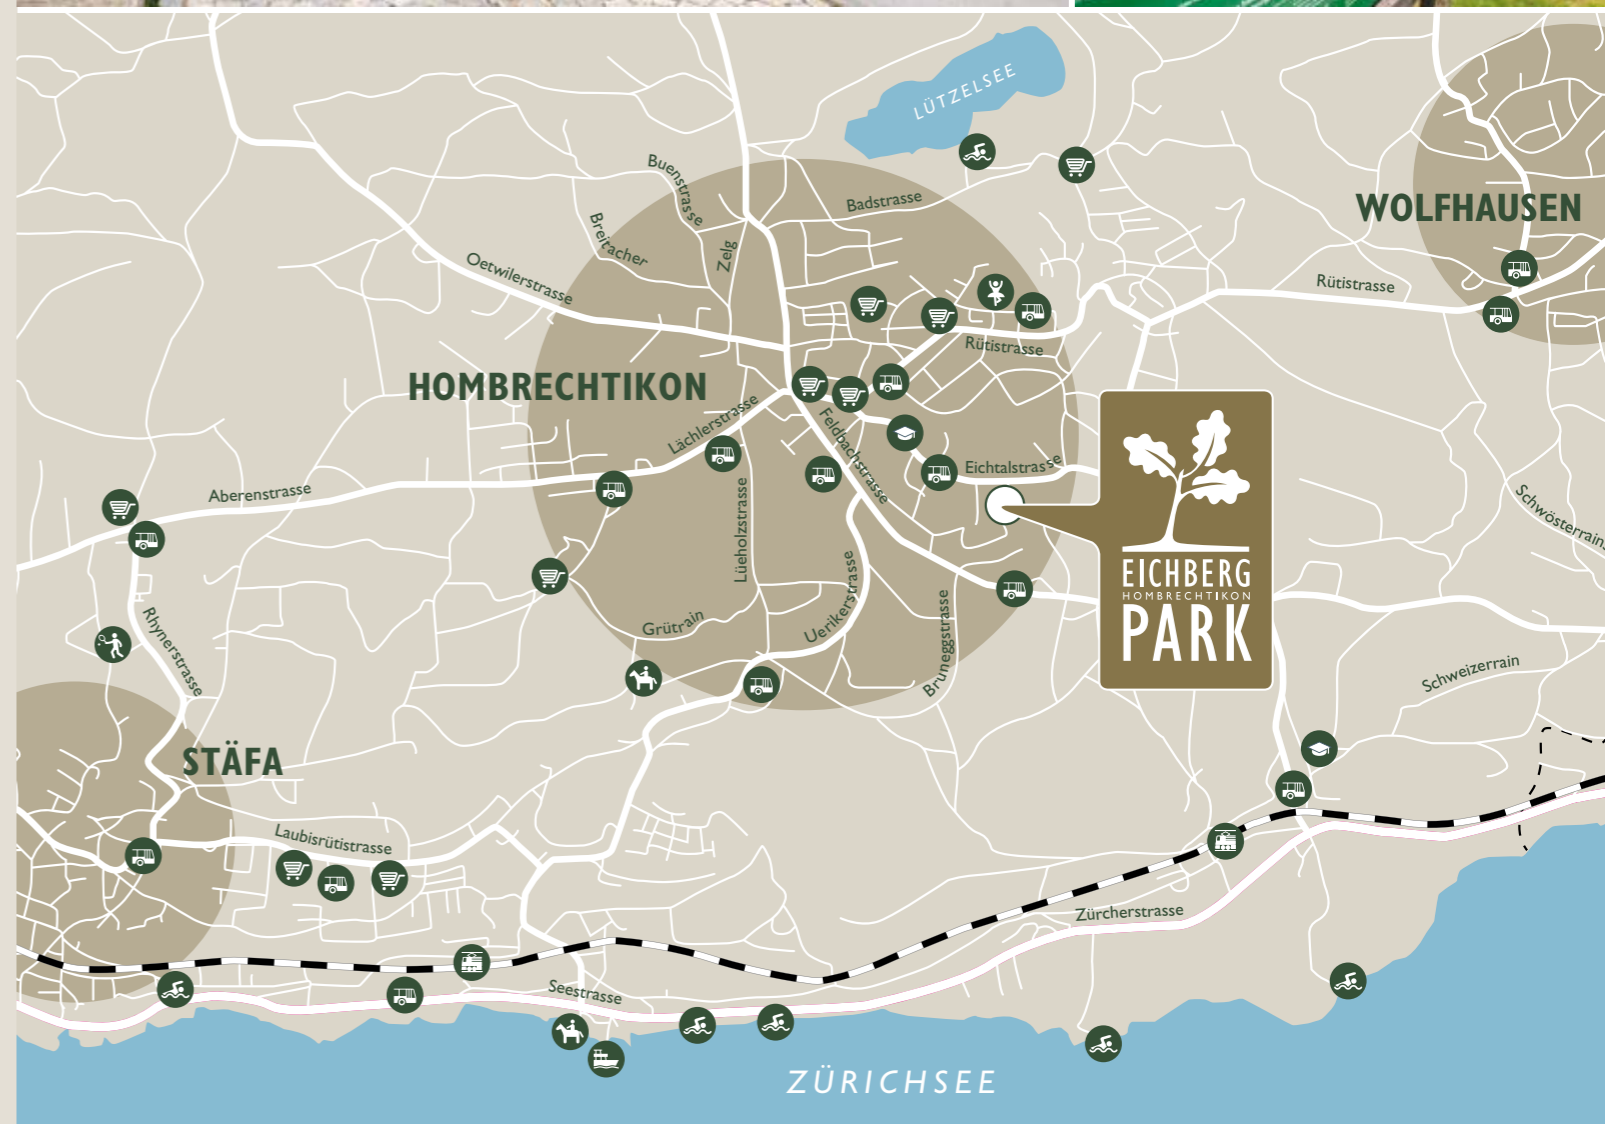 LÜTZELSEE
Buenstrasse
Badstrasse
WOLFHAUSEN
Breitacher
Zelg
Oetwilerstrasse
Rütistrasse
Rütistrasse
HOMBRECHTIKON
Lächlerstrasse
Feldbachstrasse
Eichtalstrasse
Aberenstrasse
Lüeholzstrasse
EICHBERG
HOMBRECHTIKON
PARK
Rhynerstrasse
Grütrain
Uerikerstrasse
Bruneggstrasse
Schweizerrain
STÄFA
Laubisrütistrasse
Zürcherstrasse
Seestrasse
ZÜRICHSEE